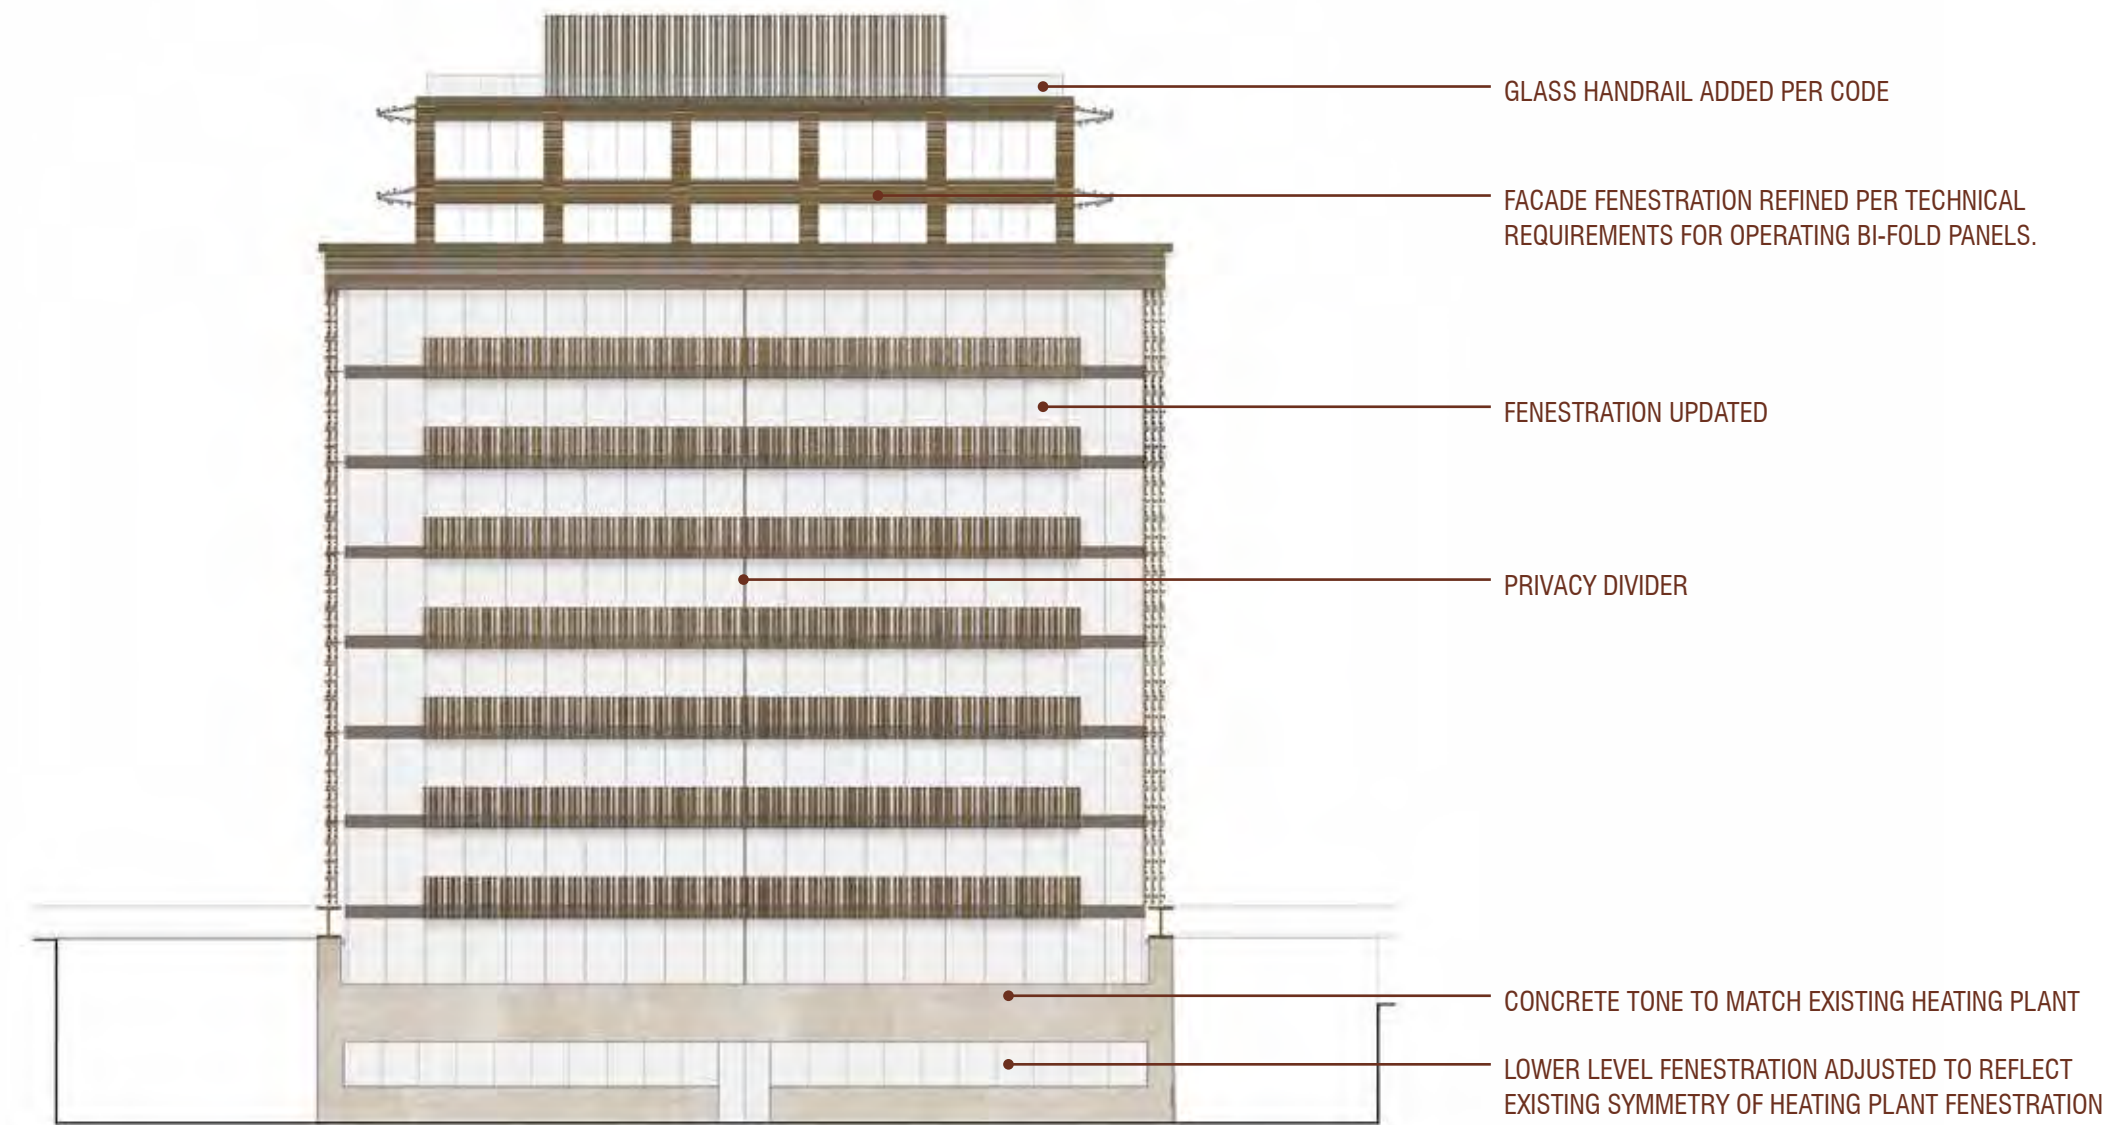 GLASS HANDRAIL ADDED PER CODE
FACADE FENESTRATION REFINED PER TECHNICAL
REQUIREMENTS FOR OPERATING BI-FOLD PANELS.
FENESTRATION UPDATED
PRIVACY DIVIDER
CONCRETE TONE TO MATCH EXISTING HEATING PLANT
LOWER LEVEL FENESTRATION ADJUSTED TO REFLECT
EXISTING SYMMETRY OF HEATING PLANT FENESTRATION